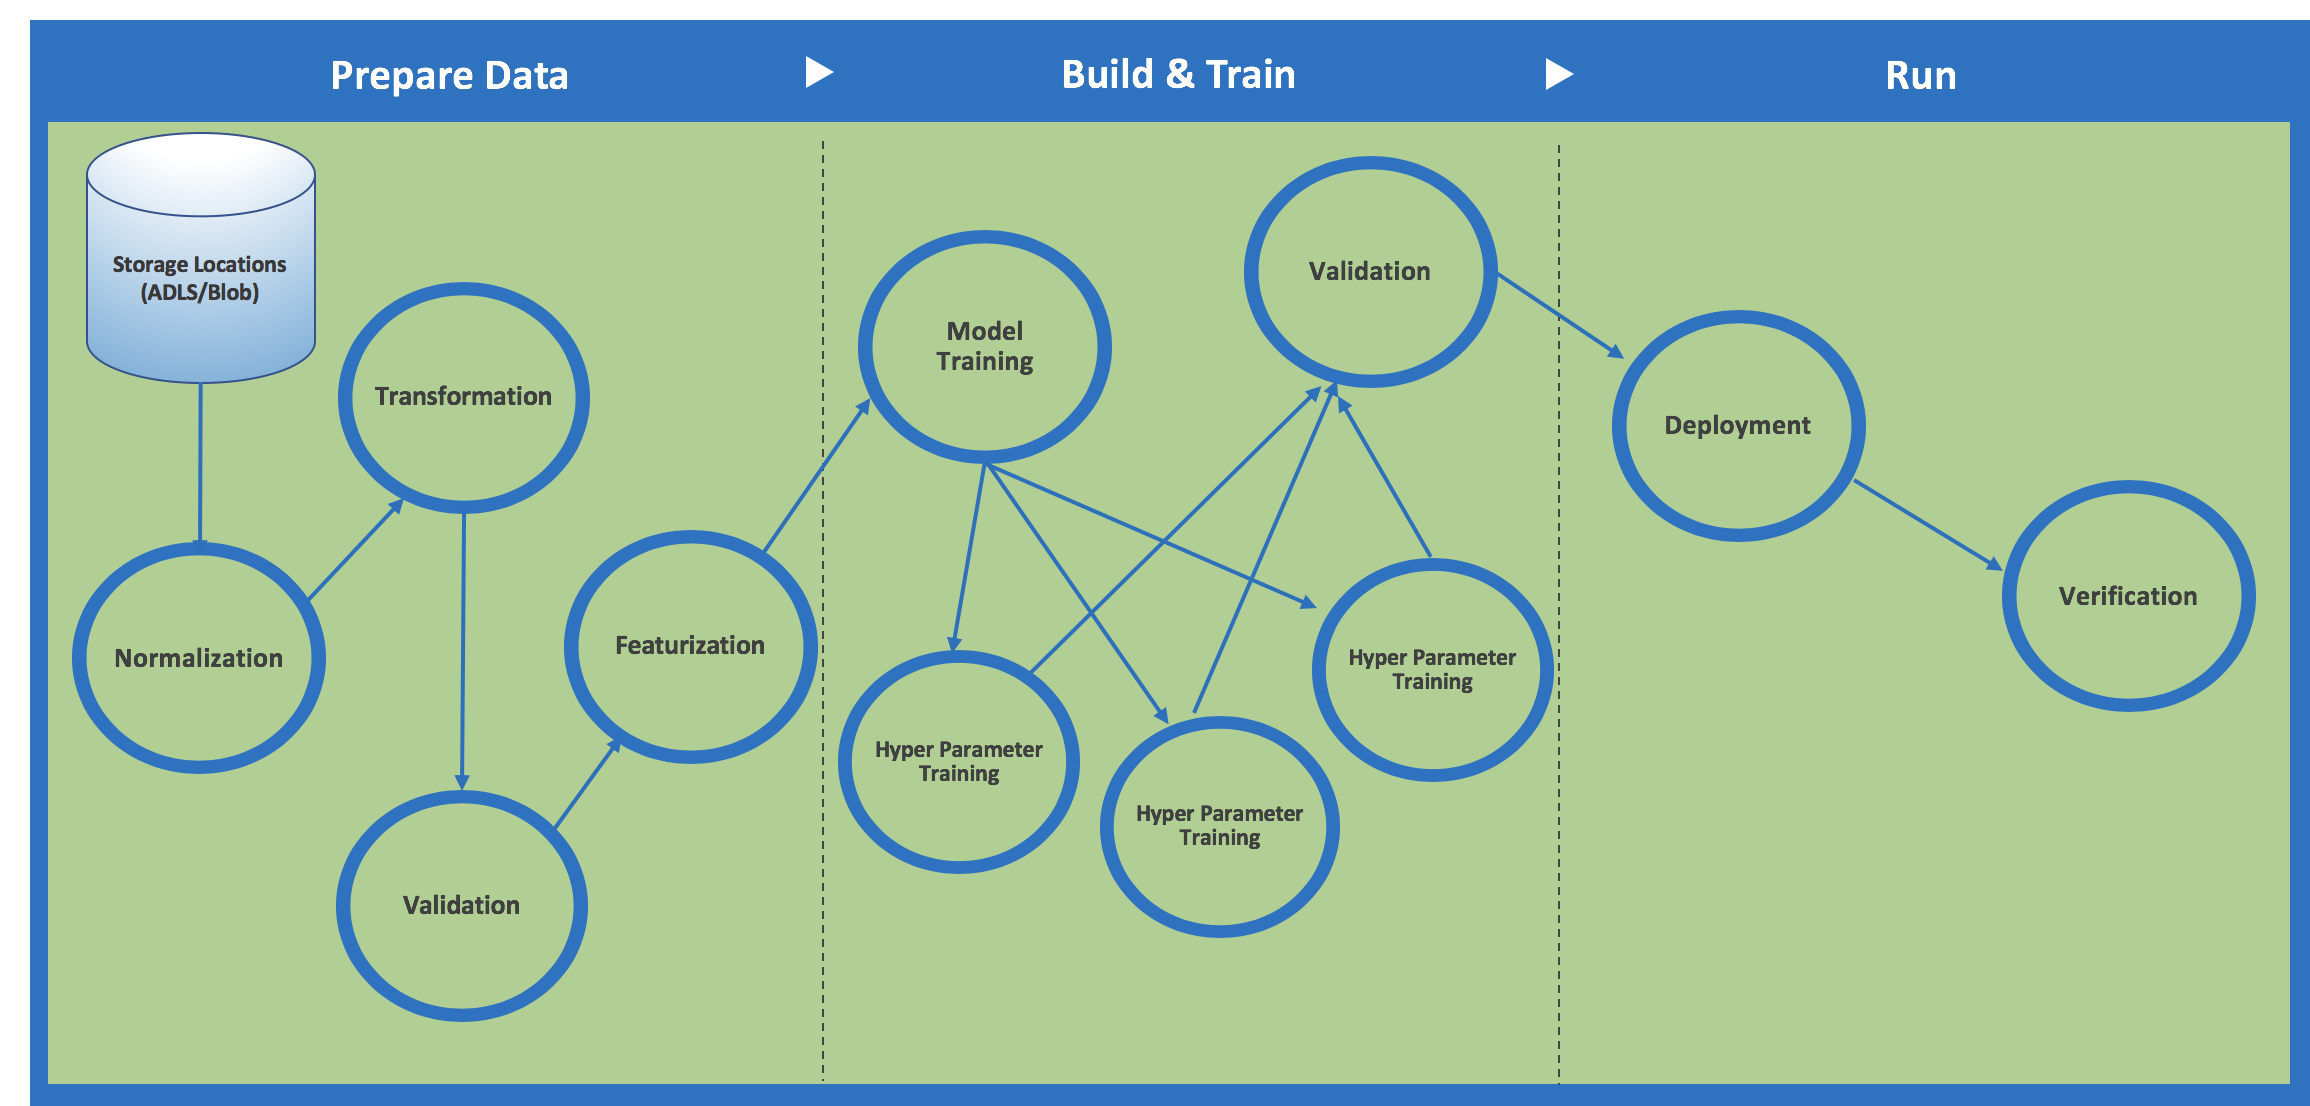 Prepare Data
Build & Train
Run
Storage Locations
(ADLS/Blob)
Transformation
Normalization
Validation
Featurization
Model
Training
Validation
Hyper Parameter
Training
Hyper Parameter
Training
Hyper Parameter
Training
Deployment
Verification